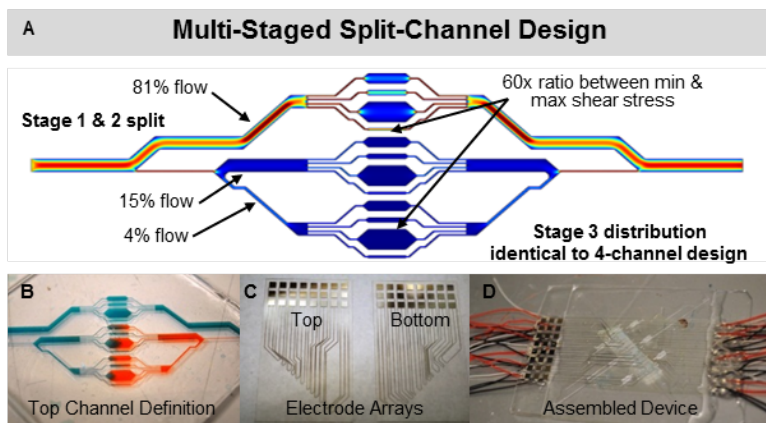 A
Multi-Staged Split-Channel Design
81% flow
60x ratio between min &
max shear stress
Stage 1 & 2 split
15% flow
4% flow
Stage 3 distribution
identical to 4-channel design
B
Top Channel Definition
C
Top
Bottom
Electrode Arrays
D
Assembled Device